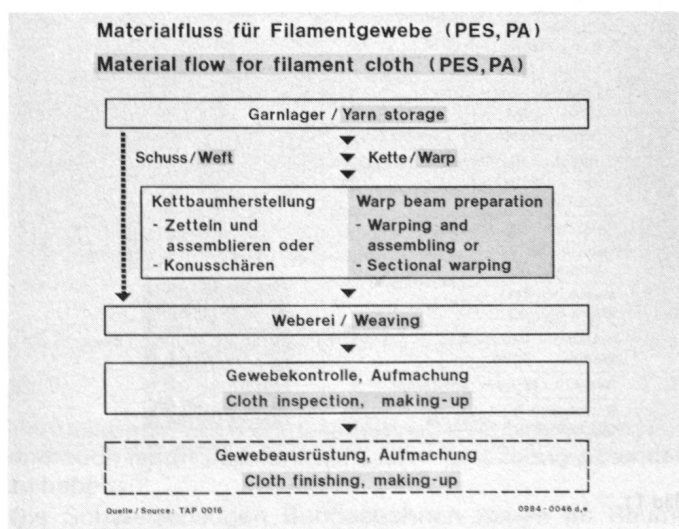 Materialfluss für Filamentgewebe (PES,PA)
Material flow for filament cloth (PES,PA)
Garnlager / Yarn storage
Schuss/Weft
Kette/Warp
Kettbaumherstellung
- Zetteln und
assemblieren oder
- Konusschären
Warp beam preparation
- Warping and
assembling or
- Sectional warping
Weberei / Weaving
Gewebekontrolle, Aufmachung
Cloth inspection, making-up
Gewebeausrüstung, Aufmachung
Cloth finishing, making-up
Quelle / Source: TAP 0016